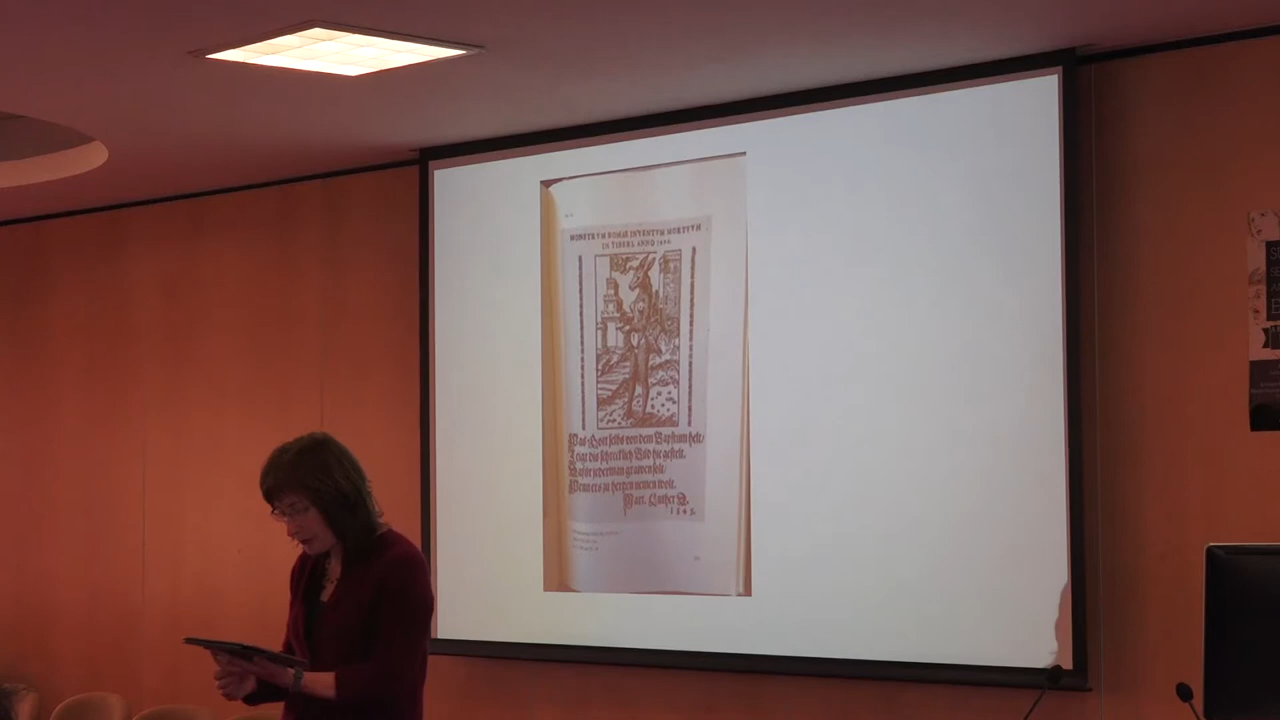 MONSTRVM ROMAE INVENTVM MORTVVM
IN TIBERI. ANNO 1496.
Was Gott selbs von dem Bapstum helt/
Zeigt dis schrecklich Bild hie gestelt.
Dafur jederman grawen solt/
Wenn ers zu hertzen nemen wolt.
Mart. Luther D.
1545.